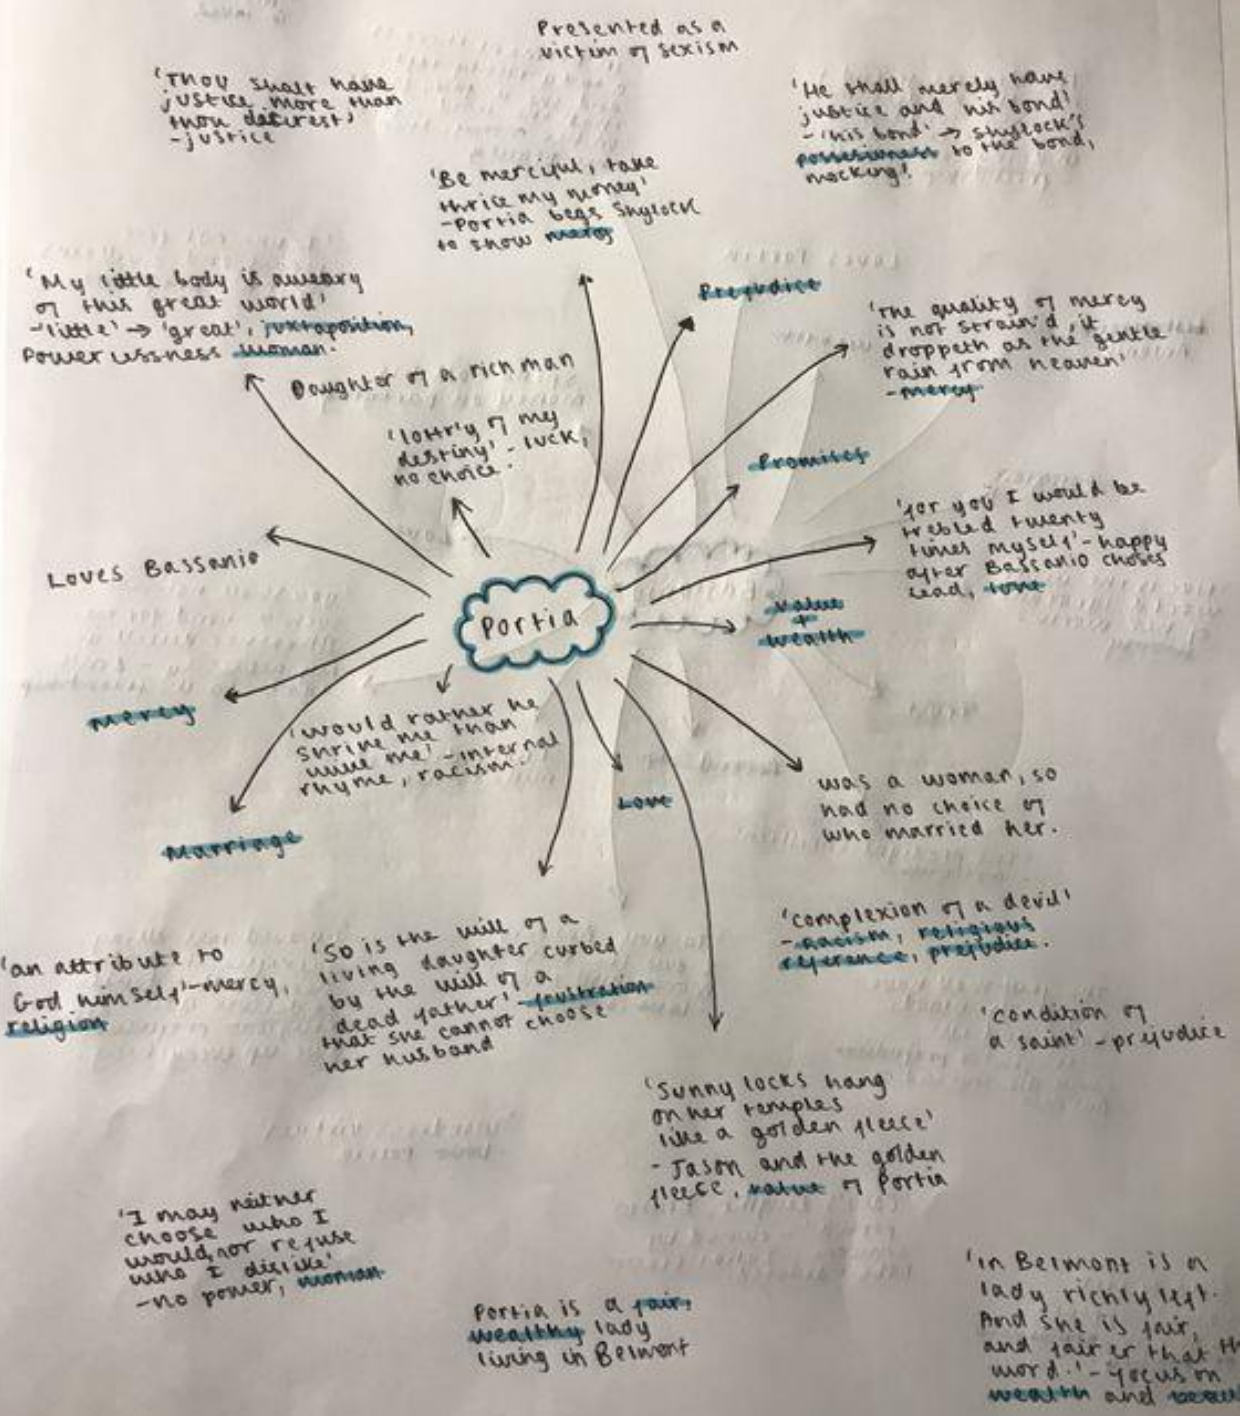 Presented as a
victim of sexism
'Thou shalt have
justice more than
thou desirest'
-justice
'He shall merely have
justice and his bond'
-'his bond' → shylock's
possesivness to the bond,
mocking!
'Be merciful, take
thrice my money'
-Portia begs Shylock
to show mercy
'My little body is aweary
of this great world'
-'little' → 'great', juxtaposition,
powerlessness woman.
Prejudice
'The quality of mercy
is not strain'd, it
droppeth as the gentle
rain from heaven'
-mercy
Daughter of a rich man
'lottr'y of my
destiny' - luck,
no choice.
Promises
'for you I would be
trebled twenty
times myself' - happy
after Bassanio choses
lead, tone
Loves Bassanio
Portia
value
+
wealth
mercy
'would rather he
shrive me than
wive me' - internal
rhyme, racism.
Love
was a woman, so
had no choice of
who married her.
Marriage
'complexion of a devil'
-racism, religious
reference, prejudice.
'an attribute to
God himself' - mercy,
religion
'So is the will of a
living daughter curbed
by the will of a
dead father' - frustration
that she cannot choose
her husband
'condition of
a saint' - prejudice
'Sunny locks hang
on her temples
like a golden fleece'
- Jason and the golden
fleece, value of Portia
'I may neither
choose who I
would, nor refuse
who I dislike'
-no power, woman
Portia is a fair,
wealthy lady
living in Belmont
'in Belmont is a
lady richly left.
And she is fair,
and fairer that
word.' - focus on
wealth and